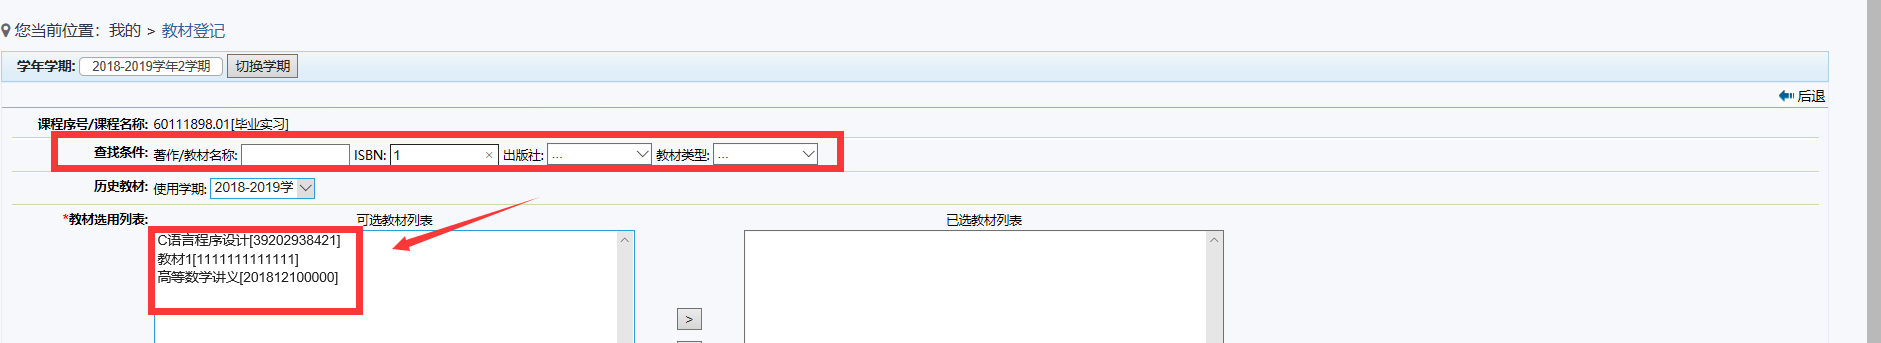 您当前位置：我的 > 教材登记
学年学期: 2018-2019学年2学期 切换学期
后退
课程序号/课程名称: 60111898.01[毕业实习]
查找条件: 著作/教材名称: ISBN: 1 × 出版社: ... 教材类型: ...
历史教材: 使用学期: 2018-2019学
*教材选用列表: 可选教材列表 已选教材列表
C语言程序设计[39202938421]
教材1[1111111111111]
高等数学讲义[201812100000]
>